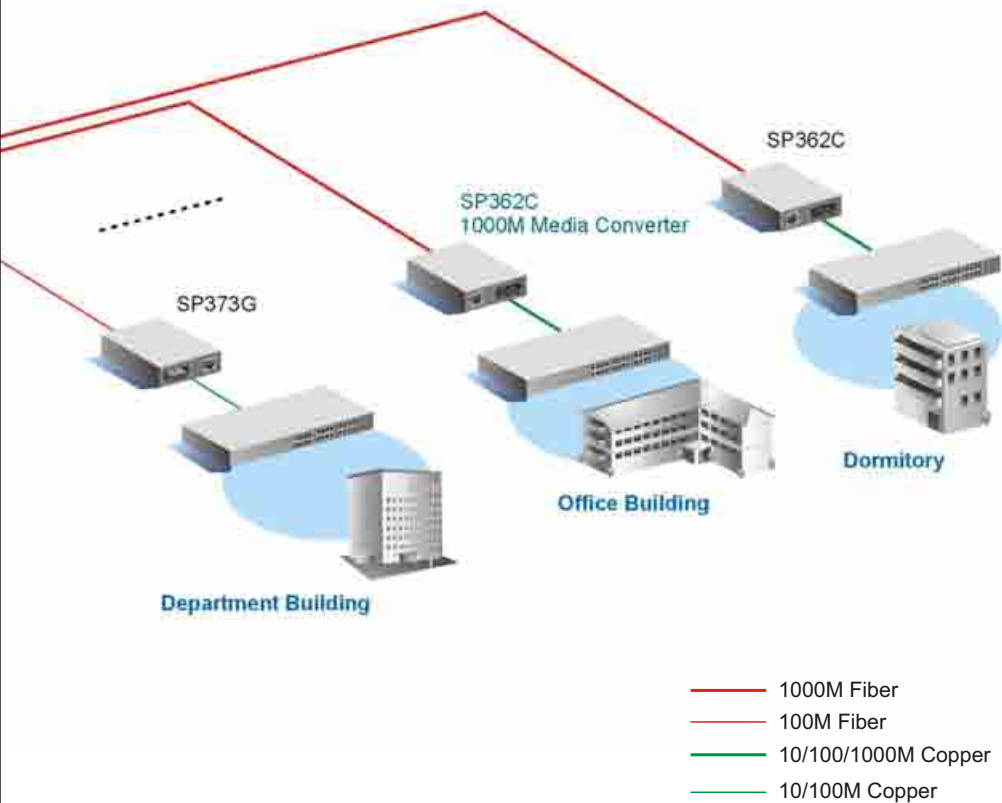 SP362C
SP362C
1000M Media Converter
SP373G
Dormitory
Office Building
Department Building
1000M Fiber
100M Fiber
10/100/1000M Copper
10/100M Copper